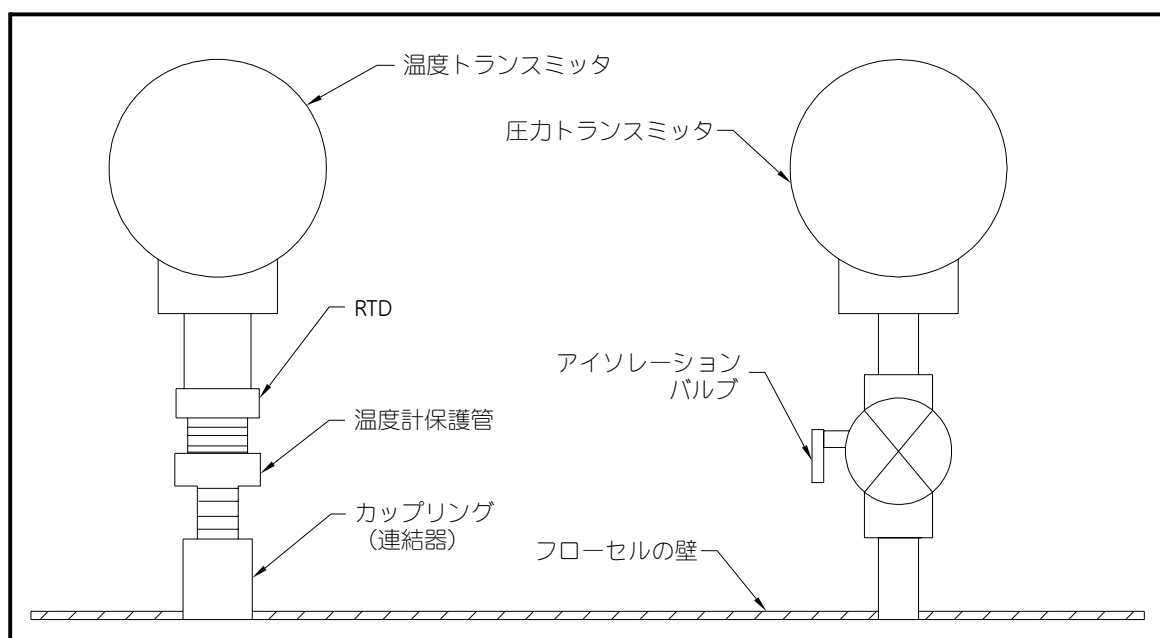 温度トランスミッタ
圧力トランスミッター
RTD
アイソレーション
バルブ
温度計保護管
カップリング
（連結器）
フローセルの壁